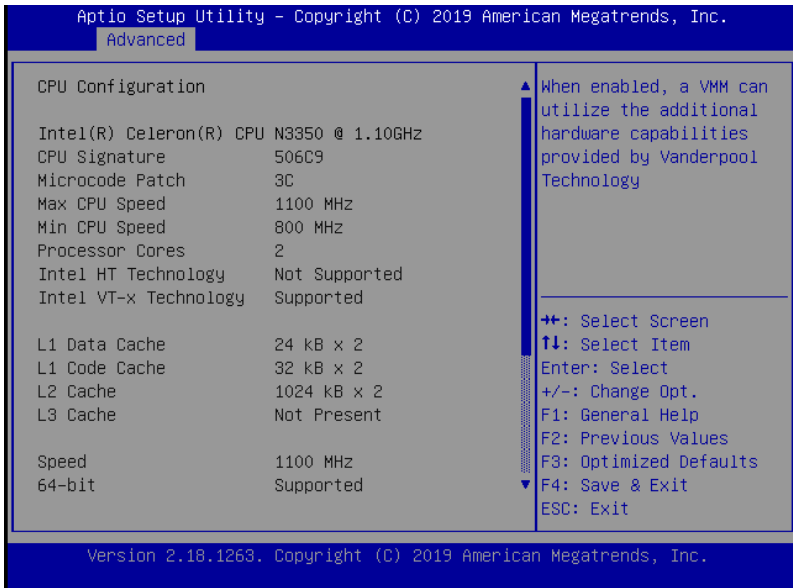 Aptio Setup Utility – Copyright (C) 2019 American Megatrends, Inc.
Advanced
CPU Configuration
Intel(R) Celeron(R) CPU N3350 @ 1.10GHz
CPU Signature 506C9
Microcode Patch 3C
Max CPU Speed 1100 MHz
Min CPU Speed 800 MHz
Processor Cores 2
Intel HT Technology Not Supported
Intel VT-x Technology Supported
L1 Data Cache 24 kB x 2
L1 Code Cache 32 kB x 2
L2 Cache 1024 kB x 2
L3 Cache Not Present
Speed 1100 MHz
64-bit Supported
When enabled, a VMM can
utilize the additional
hardware capabilities
provided by Vanderpool
Technology
→←: Select Screen
↑↓: Select Item
Enter: Select
+/-: Change Opt.
F1: General Help
F2: Previous Values
F3: Optimized Defaults
F4: Save & Exit
ESC: Exit
Version 2.18.1263. Copyright (C) 2019 American Megatrends, Inc.